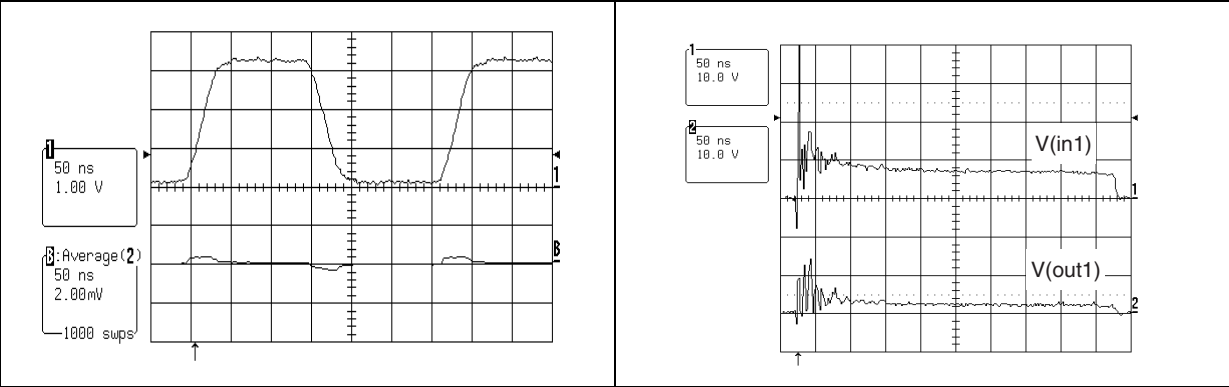 1
50 ns
1.00 V
1
B:Average(2)
50 ns
2.00mV
1000 swps
B
1
50 ns
10.0 V
2
50 ns
10.0 V
V(in1)
1
V(out1)
2